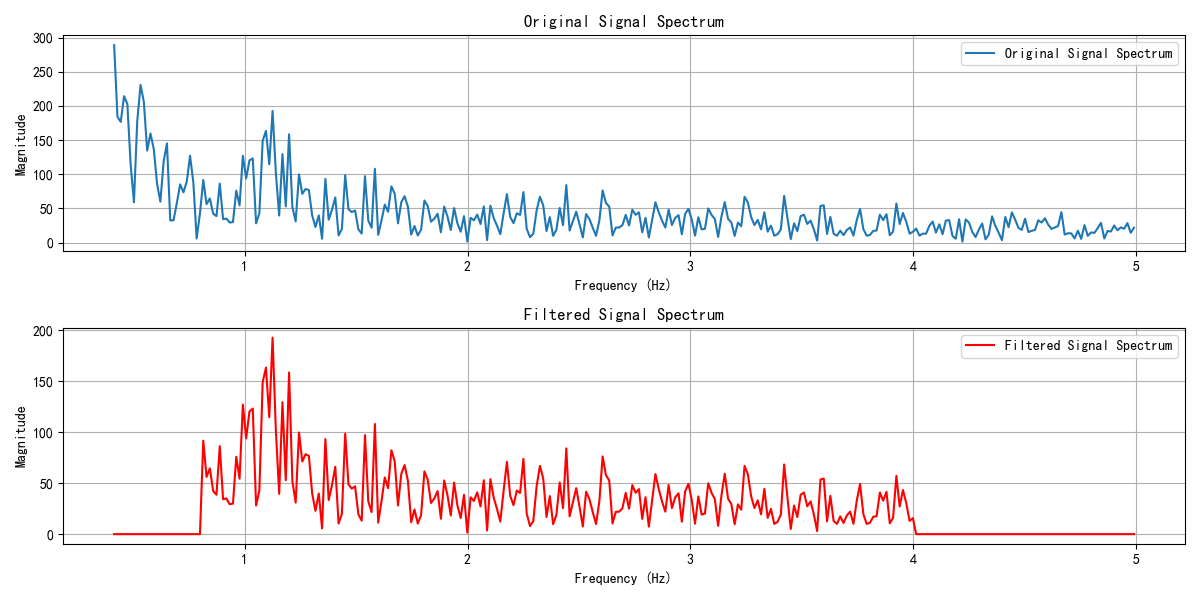 Original Signal Spectrum
300
250
200
150
100
50
0
Magnitude
Original Signal Spectrum
1 2 3 4 5
Frequency (Hz)
Filtered Signal Spectrum
200
150
100
50
0
Magnitude
Filtered Signal Spectrum
1 2 3 4 5
Frequency (Hz)